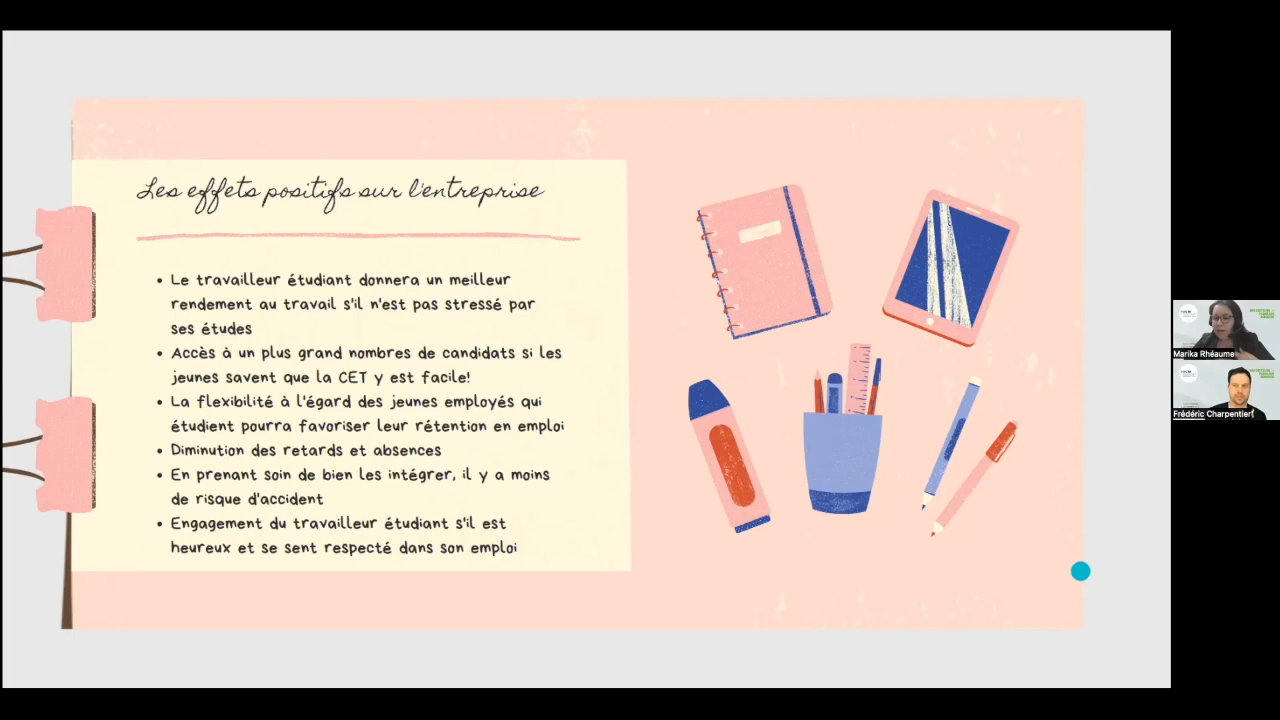 Les effets positifs sur l'entreprise
• Le travailleur étudiant donnera un meilleur
rendement au travail s'il n'est pas stressé par
ses études
• Accès à un plus grand nombres de candidats si les
jeunes savent que la CET y est facile!
• La flexibilité à l'égard des jeunes employés qui
étudient pourra favoriser leur rétention en emploi
• Diminution des retards et absences
• En prenant soin de bien les intégrer, il y a moins
de risque d'accident
• Engagement du travailleur étudiant s'il est
heureux et se sent respecté dans son emploi
Marika Rhéaume
Frédéric Charpentier